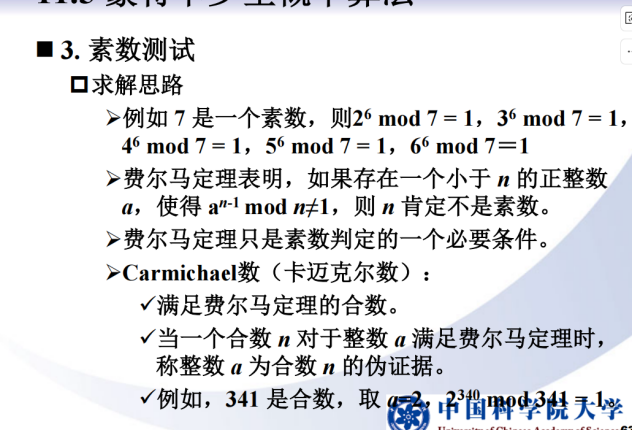 ■ 3. 素数测试
求解思路
➢例如 7 是一个素数，则2⁶ mod 7 = 1，3⁶ mod 7 = 1，
4⁶ mod 7 = 1，5⁶ mod 7 = 1，6⁶ mod 7＝1
➢费尔马定理表明，如果存在一个小于 n 的正整数
a，使得 aⁿ⁻¹ mod n≠1，则 n 肯定不是素数。
➢费尔马定理只是素数判定的一个必要条件。
➢Carmichael数（卡迈克尔数）：
✓满足费尔马定理的合数。
✓当一个合数 n 对于整数 a 满足费尔马定理时，
称整数 a 为合数 n 的伪证据。
✓例如，341 是合数，取 a=2，2³⁴⁰ mod 341 = 1。
中国科学院大学